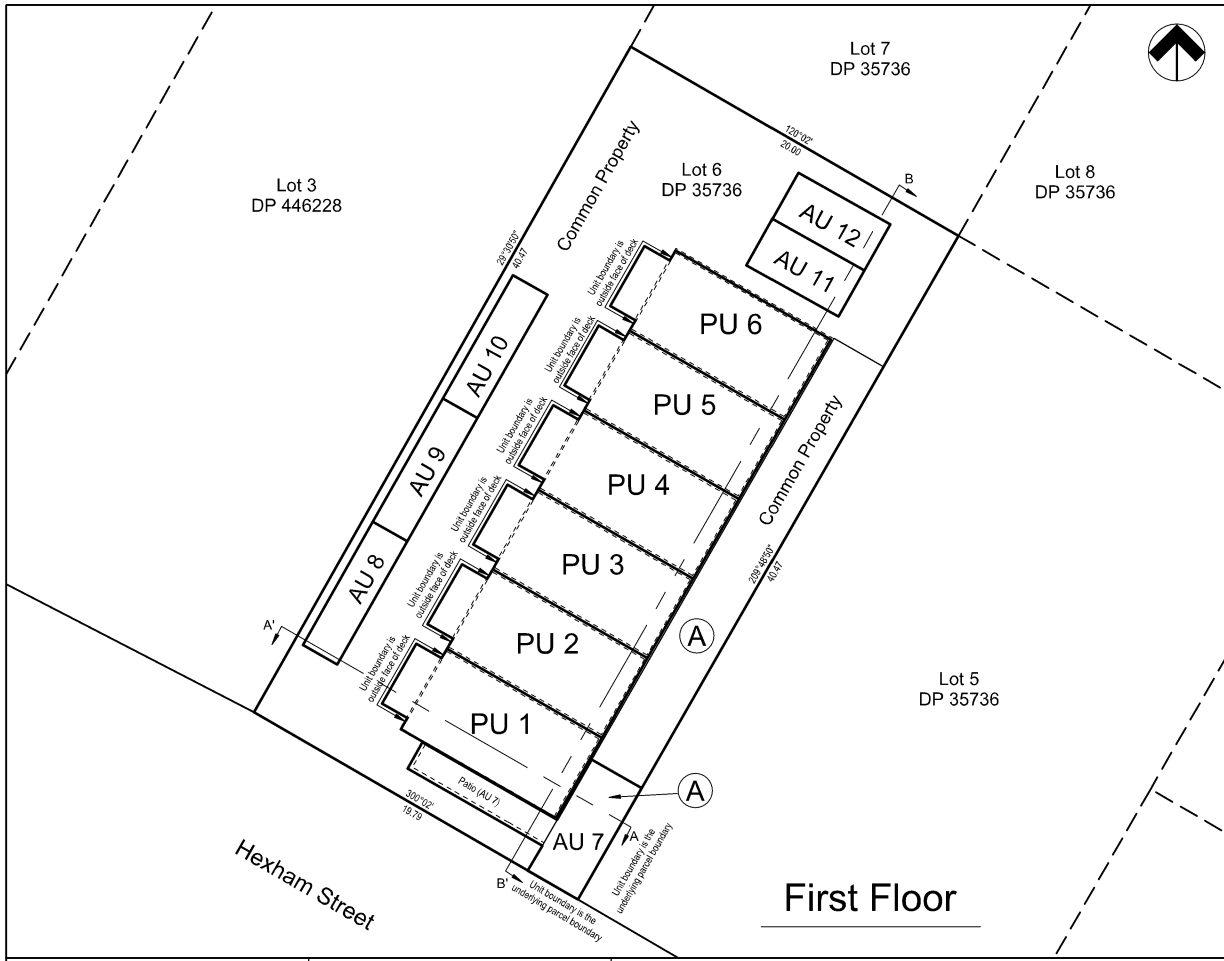 Lot 7
DP 35736
120°02'
20.00
Lot 3
DP 446228
Common Property
Lot 6
DP 35736
B
Lot 8
DP 35736
AU 12
AU 11
29°30'50"
40.47
Unit boundary is
outside face of deck
PU 6
Unit boundary is
outside face of deck
AU 10
PU 5
Unit boundary is
outside face of deck
Common Property
AU 9
PU 4
Unit boundary is
outside face of deck
PU 3
209°48'50"
40.47
AU 8
Unit boundary is
outside face of deck
A'
PU 2
A
Unit boundary is
outside face of deck
Lot 5
DP 35736
PU 1
Patio (AU 7)
A
300°02'
19.79
AU 7
A
Unit boundary is the
underlying parcel boundary
B'
Unit boundary is the
underlying parcel boundary
Hexham Street
First Floor